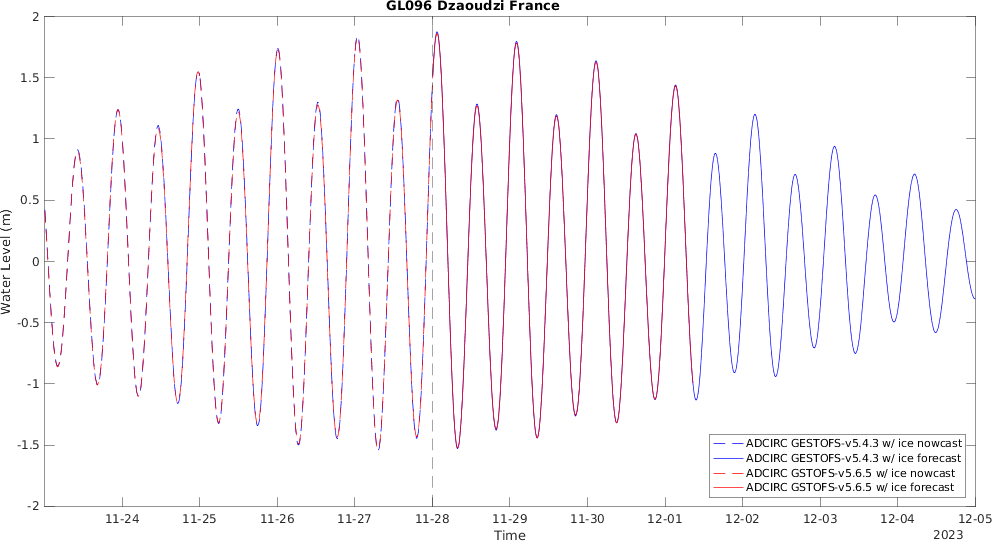 GL096 Dzaoudzi France
Water Level (m)
2
1.5
1
0.5
0
-0.5
-1
-1.5
-2
ADCIRC GESTOFS-v5.4.3 w/ ice nowcast
ADCIRC GESTOFS-v5.4.3 w/ ice forecast
ADCIRC GSTOFS-v5.6.5 w/ ice nowcast
ADCIRC GSTOFS-v5.6.5 w/ ice forecast
11-24 11-25 11-26 11-27 11-28 11-29 11-30 12-01 12-02 12-03 12-04 12-05
Time
2023